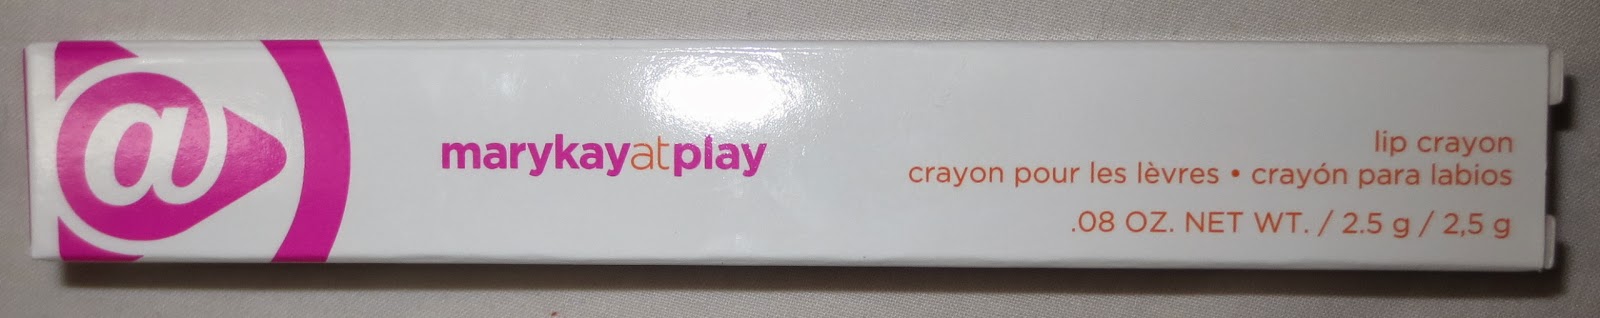 @
marykayatplay
lip crayon
crayon pour les lèvres • crayón para labios
.08 OZ. NET WT. / 2.5 g / 2,5 g